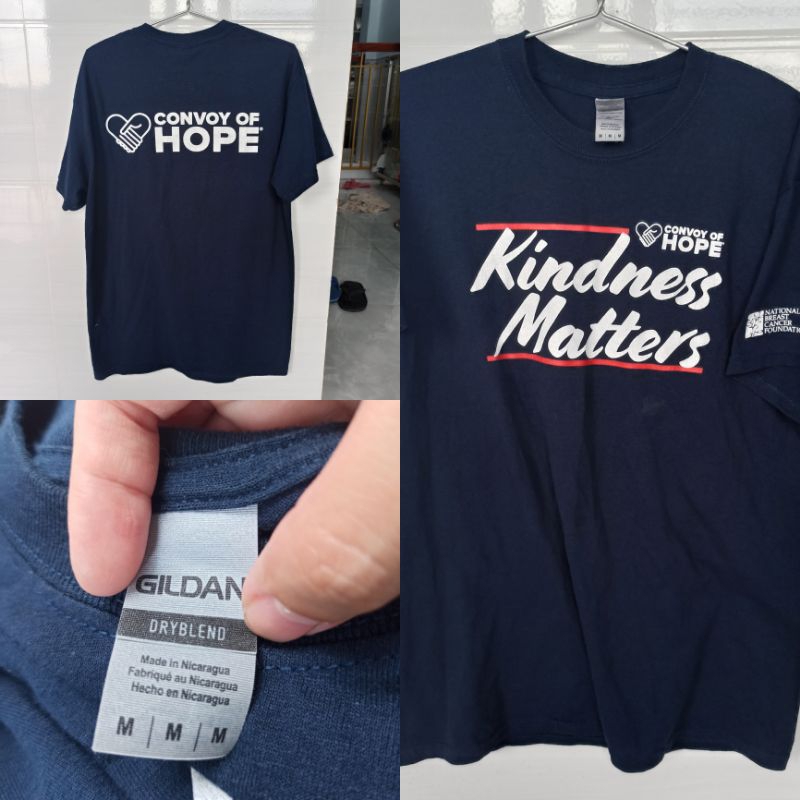 CONVOY OF
HOPE®
CONVOY OF
HOPE
Kindness
Matters
NATIONAL
BREAST
CANCER
FOUNDATION
M | M | M
GILDAN
DRYBLEND
Made in Nicaragua
Fabriqué au Nicaragua
Hecho en Nicaragua
M | M | M